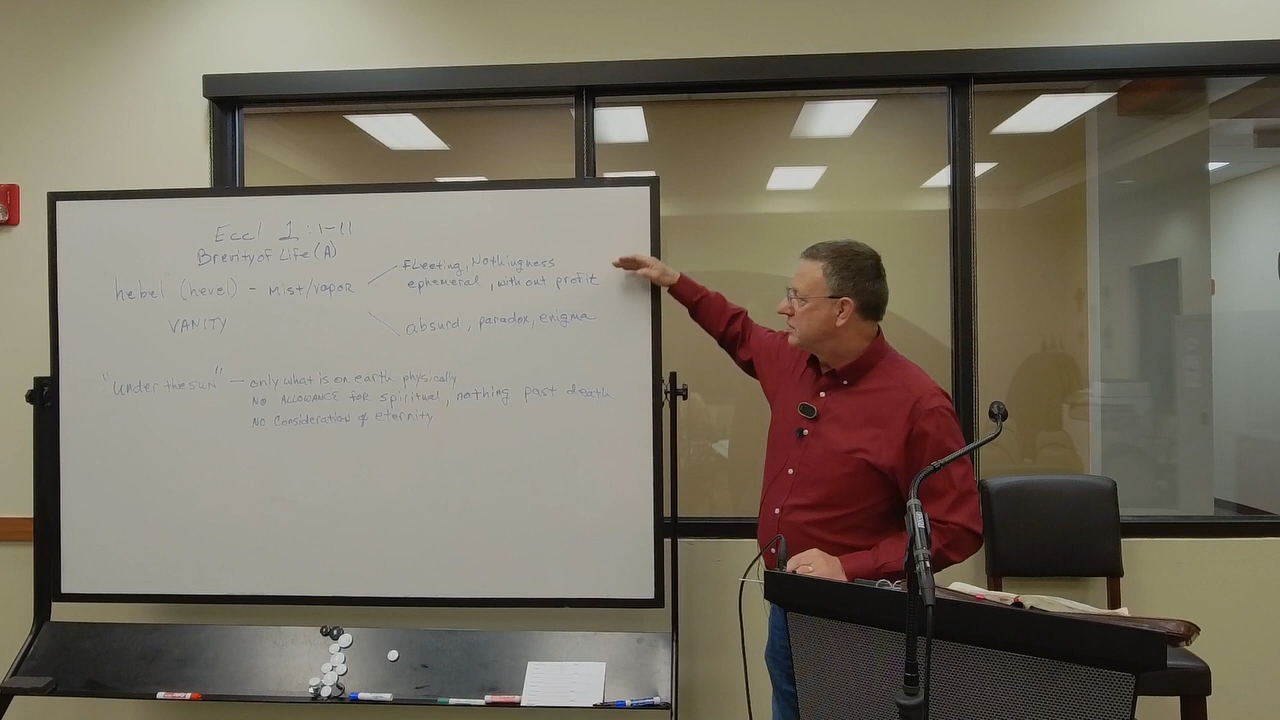 Eccl 1:1-11
Brevity of Life (A)
hebel (hevel) - Mist/vapor
Fleeting, Nothingness
ephemeral, without profit
VANITY
absurd, paradox, enigma
"Under the sun" - only what is on earth physically
NO ALLOWANCE for spiritual, nothing past death
NO Consideration of eternity